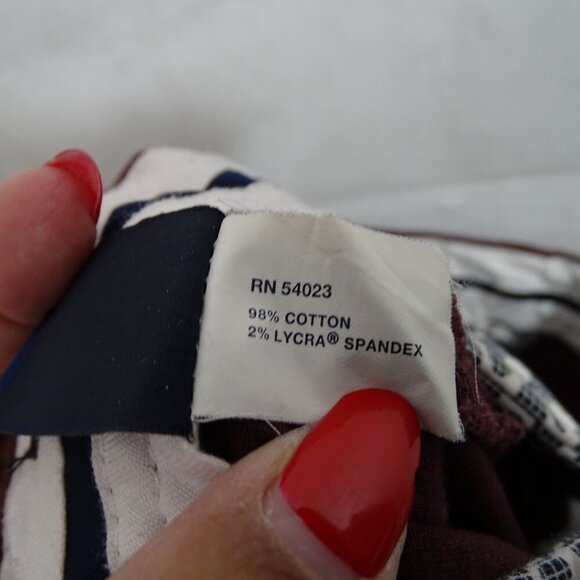 RN 54023
98% COTTON
2% LYCRA® SPANDEX